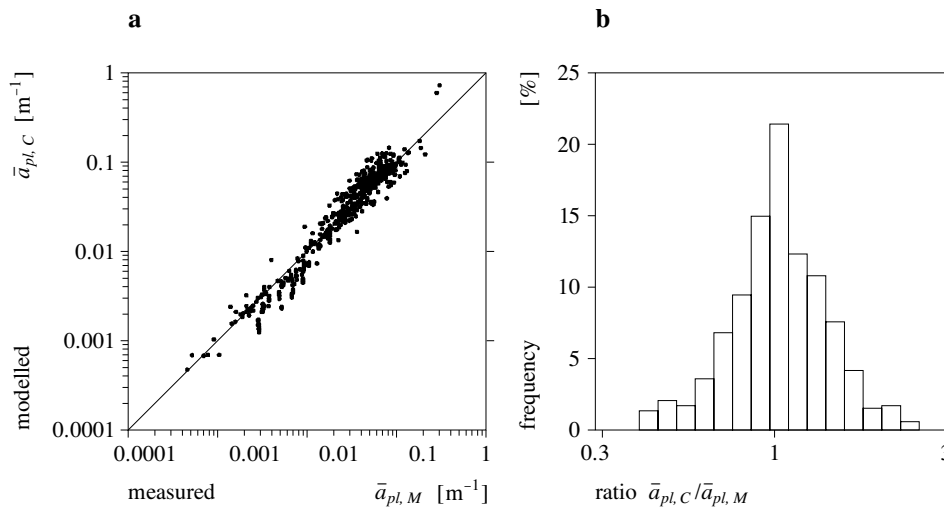 a
b
ā_pl, C [m⁻¹]
modelled
1
0.1
0.01
0.001
0.0001
0.0001
0.001
0.01
0.1
1
measured ā_pl, M [m⁻¹]
[%]
frequency
25
20
15
10
5
0
0.3
1
3
ratio ā_pl, C/ā_pl, M